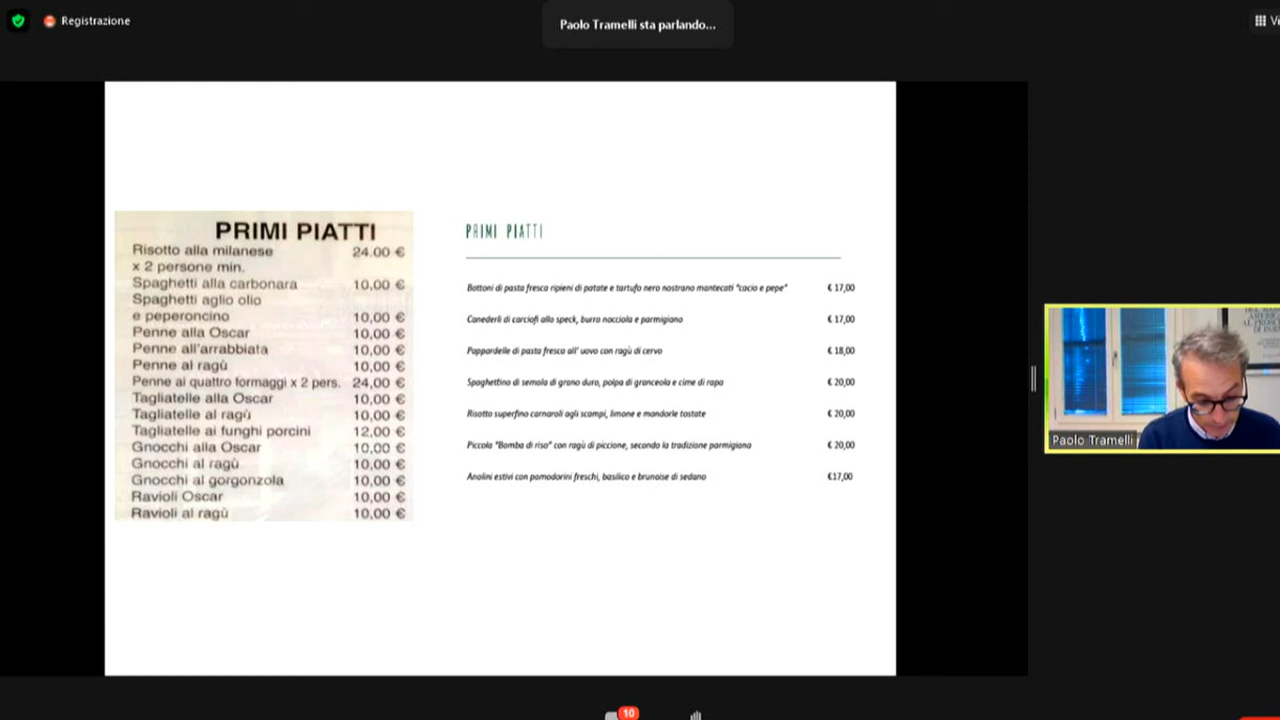 Registrazione
Paolo Tramelli sta parlando...
PRIMI PIATTI
Risotto alla milanese 24.00 €
x 2 persone min.
Spaghetti alla carbonara 10,00 €
Spaghetti aglio olio
e peperoncino 10,00 €
Penne alla Oscar 10,00 €
Penne all'arrabbiata 10,00 €
Penne al ragù 10,00 €
Penne ai quattro formaggi x 2 pers. 24,00 €
Tagliatelle alla Oscar 10,00 €
Tagliatelle al ragù 10,00 €
Tagliatelle ai funghi porcini 12,00 €
Gnocchi alla Oscar 10,00 €
Gnocchi al ragù 10,00 €
Gnocchi al gorgonzola 10,00 €
Ravioli Oscar 10,00 €
Ravioli al ragù 10,00 €
PRIMI PIATTI
Bottoni di pasta fresca ripieni di patate e tartufo nero nostrano mantecati "cacio e pepe" € 17,00
Canederli di carciofi allo speck, burro nocciola e parmigiano € 17,00
Pappardelle di pasta fresca all' uovo con ragù di cervo € 18,00
Spaghettino di semola di grano duro, polpa di granceola e cime di rapa € 20,00
Risotto superfino carnaroli agli scampi, limone e mandorle tostate € 20,00
Piccola "Bomba di riso" con ragù di piccione, secondo la tradizione parmigiana € 20,00
Anolini estivi con pomodorini freschi, basilico e brunoise di sedano €17,00
Paolo Tramelli
10